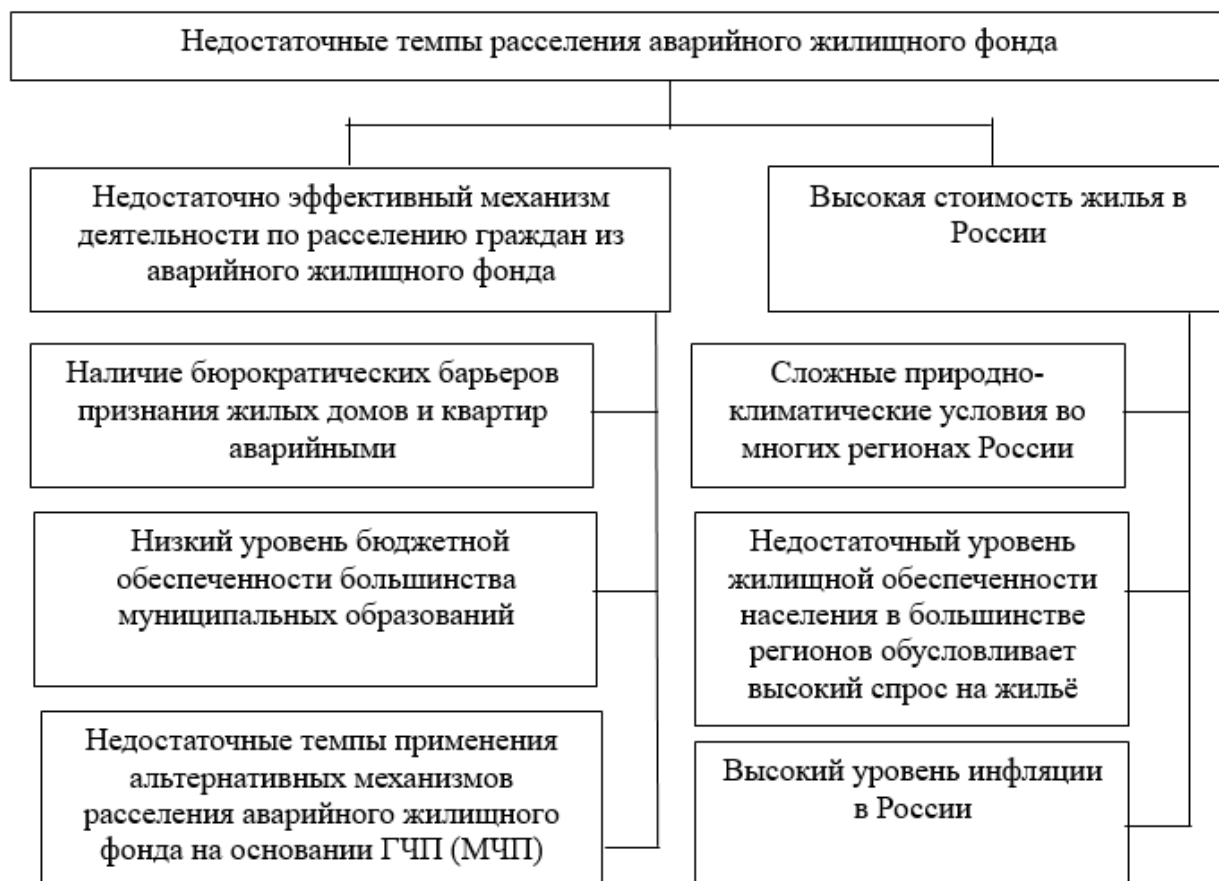 Недостаточные темпы расселения аварийного жилищного фонда
Недостаточно эффективный механизм
деятельности по расселению граждан из
аварийного жилищного фонда
Высокая стоимость жилья в
России
Наличие бюрократических барьеров
признания жилых домов и квартир
аварийными
Сложные природно-
климатические условия во
многих регионах России
Низкий уровень бюджетной
обеспеченности большинства
муниципальных образований
Недостаточный уровень
жилищной обеспеченности
населения в большинстве
регионов обусловливает
высокий спрос на жильё
Недостаточные темпы применения
альтернативных механизмов
расселения аварийного жилищного
фонда на основании ГЧП (МЧП)
Высокий уровень инфляции
в России